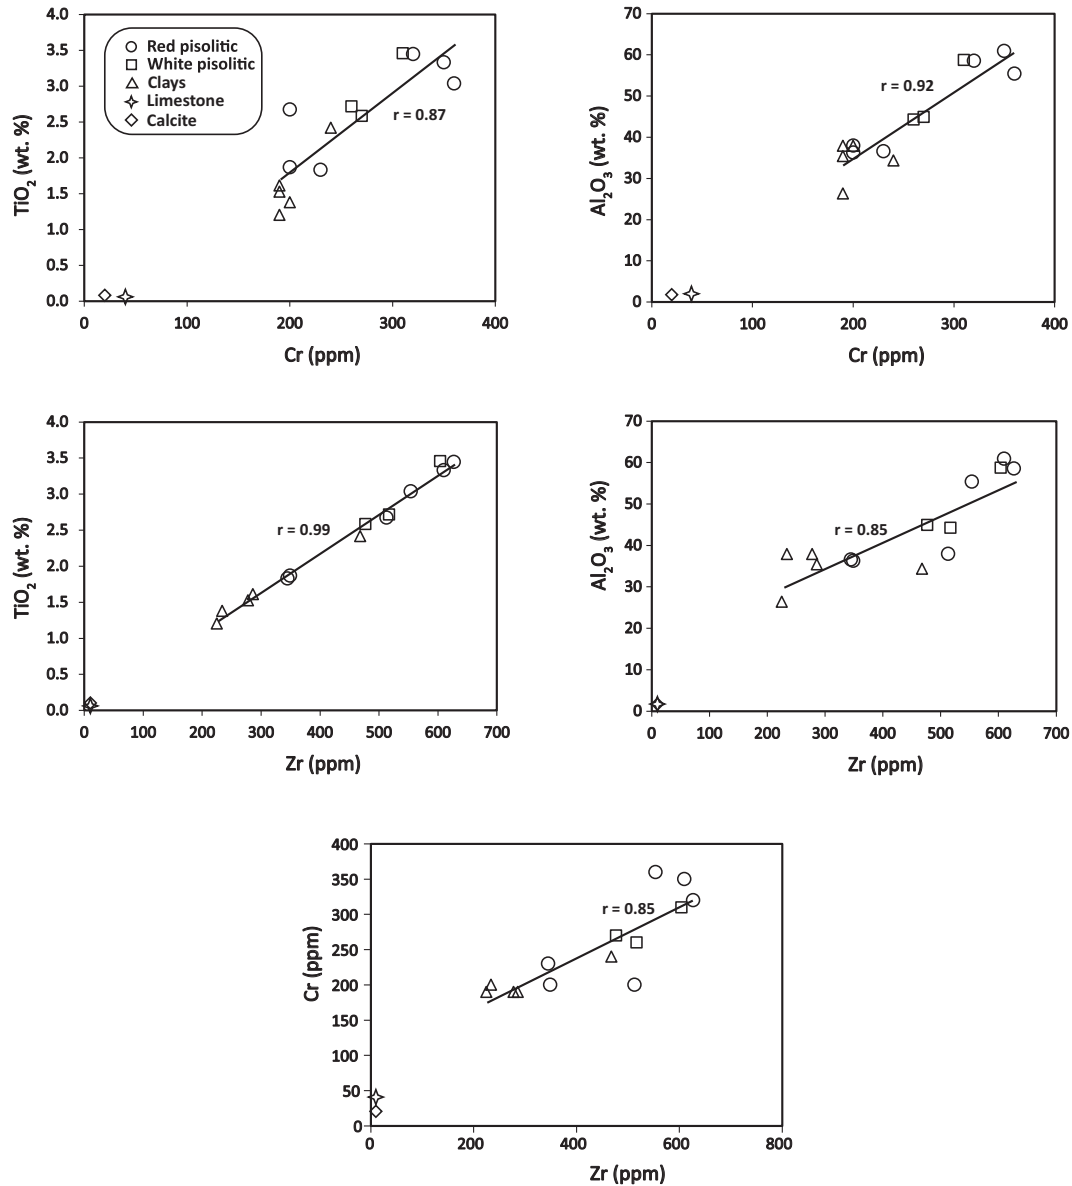 4.0
3.5
3.0
2.5
2.0
1.5
1.0
0.5
0.0
TiO₂ (wt. %)
Red pisolitic
White pisolitic
Clays
Limestone
Calcite
r = 0.87
0 100 200 300 400
Cr (ppm)
70
60
50
40
30
20
10
0
Al₂O₃ (wt. %)
r = 0.92
0 100 200 300 400
Cr (ppm)
4.0
3.5
3.0
2.5
2.0
1.5
1.0
0.5
0.0
TiO₂ (wt. %)
r = 0.99
0 100 200 300 400 500 600 700
Zr (ppm)
70
60
50
40
30
20
10
0
Al₂O₃ (wt. %)
r = 0.85
0 100 200 300 400 500 600 700
Zr (ppm)
400
350
300
250
200
150
100
50
0
Cr (ppm)
r = 0.85
0 200 400 600 800
Zr (ppm)